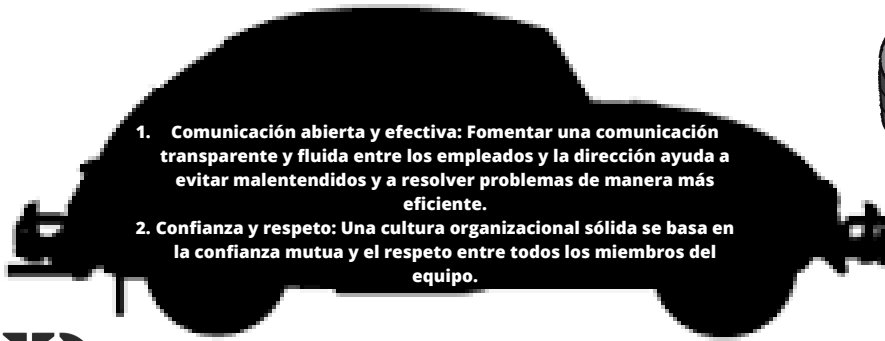 1. Comunicación abierta y efectiva: Fomentar una comunicación
transparente y fluida entre los empleados y la dirección ayuda a
evitar malentendidos y a resolver problemas de manera más
eficiente.
2. Confianza y respeto: Una cultura organizacional sólida se basa en
la confianza mutua y el respeto entre todos los miembros del
equipo.